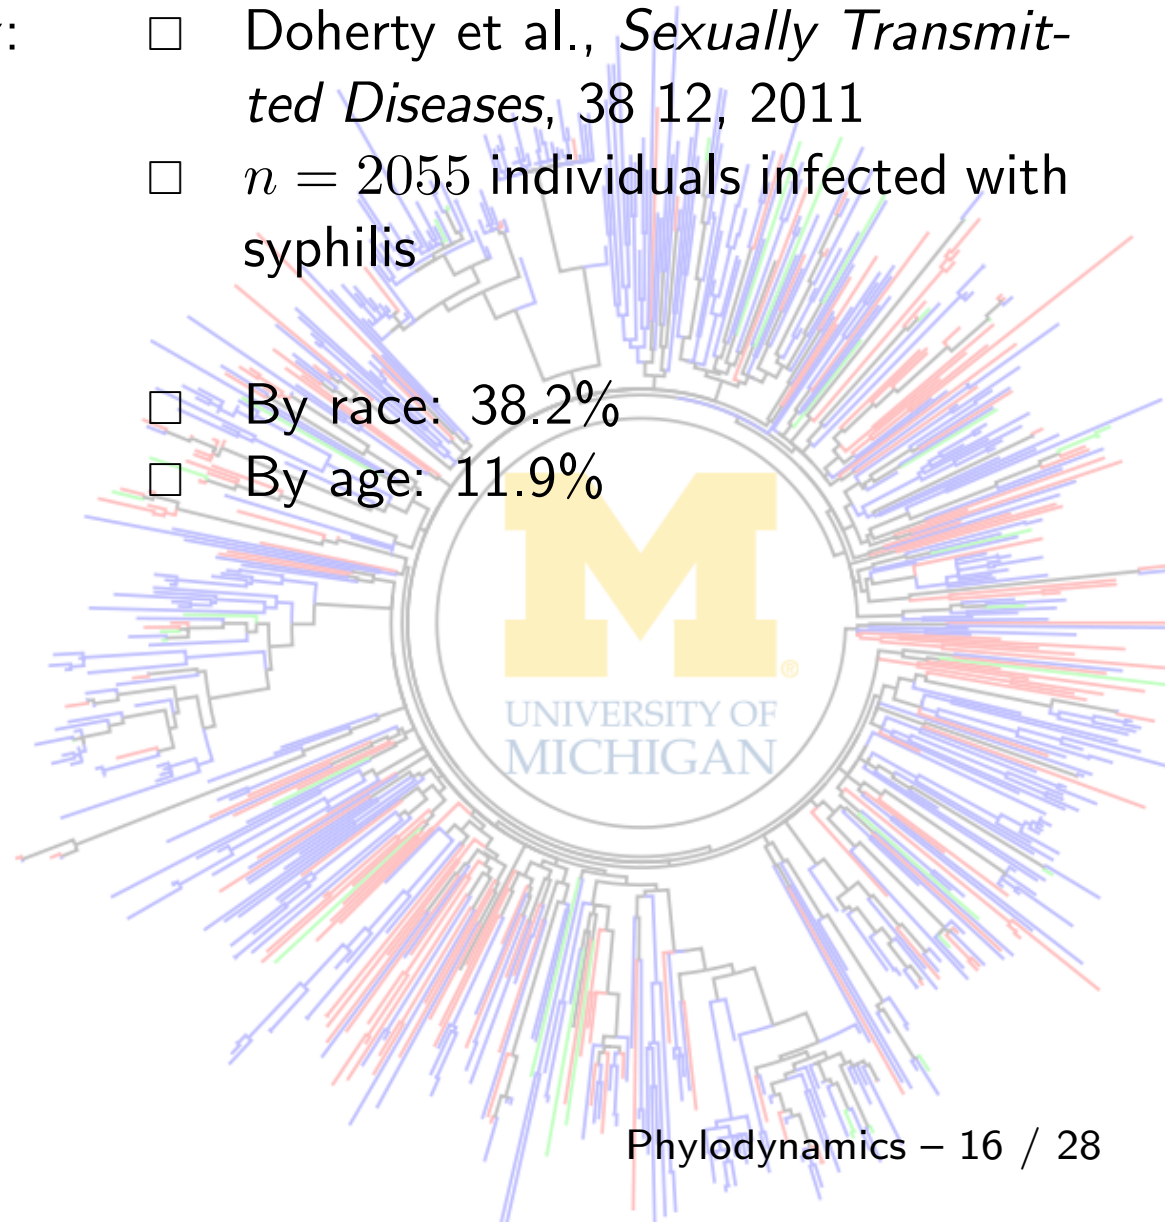 :
□ Doherty et al., Sexually Transmit-
ted Diseases, 38 12, 2011
□ n = 2055 individuals infected with
syphilis
□ By race: 38.2%
□ By age: 11.9%
M®
UNIVERSITY OF
MICHIGAN
Phylodynamics – 16 / 28